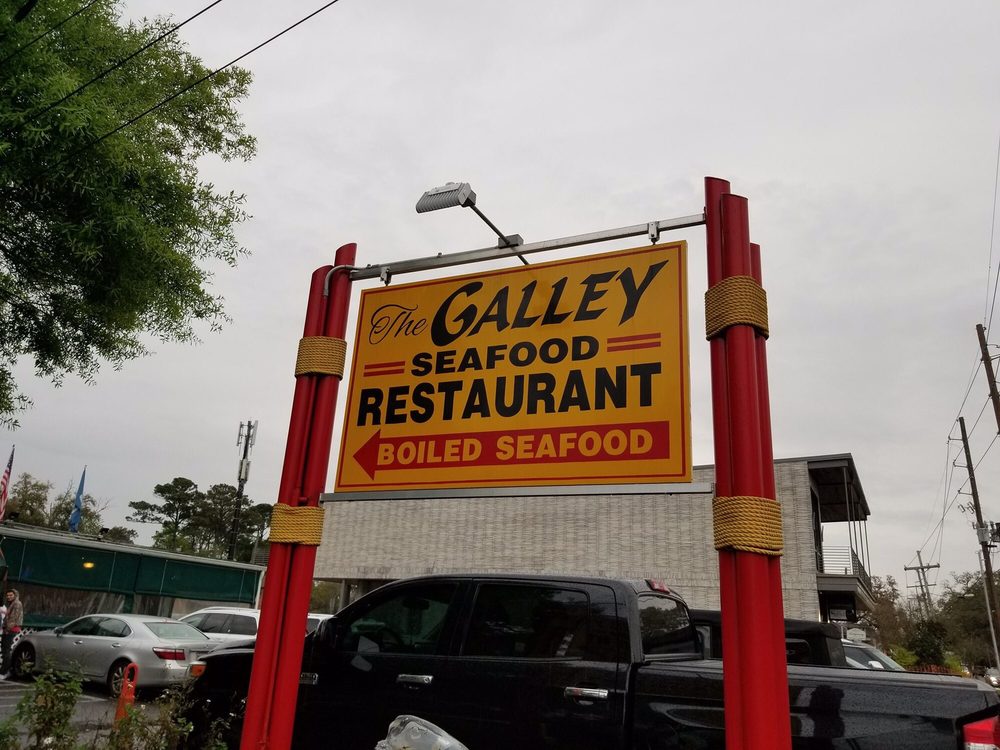 The GALLEY
SEAFOOD
RESTAURANT
BOILED SEAFOOD